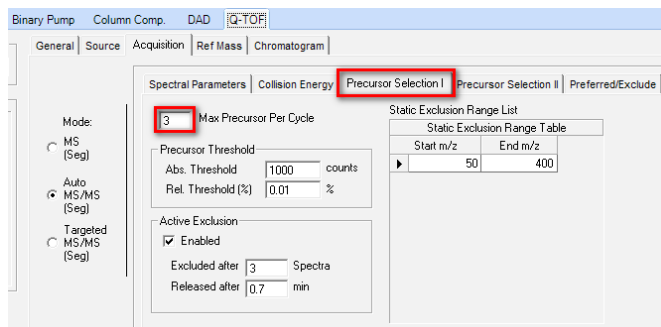 Binary Pump Column Comp. DAD Q-TOF
General Source Acquisition Ref Mass Chromatogram
Spectral Parameters Collision Energy Precursor Selection I Precursor Selection II Preferred/Exclude
Mode:
MS
(Seg)
Auto
MS/MS
(Seg)
Targeted
MS/MS
(Seg)
3 Max Precursor Per Cycle
Precursor Threshold
Abs. Threshold 1000 counts
Rel. Threshold (%) 0.01 %
Active Exclusion
Enabled
Excluded after 3 Spectra
Released after 0.7 min
Static Exclusion Range List
Static Exclusion Range Table
Start m/z End m/z
50 400